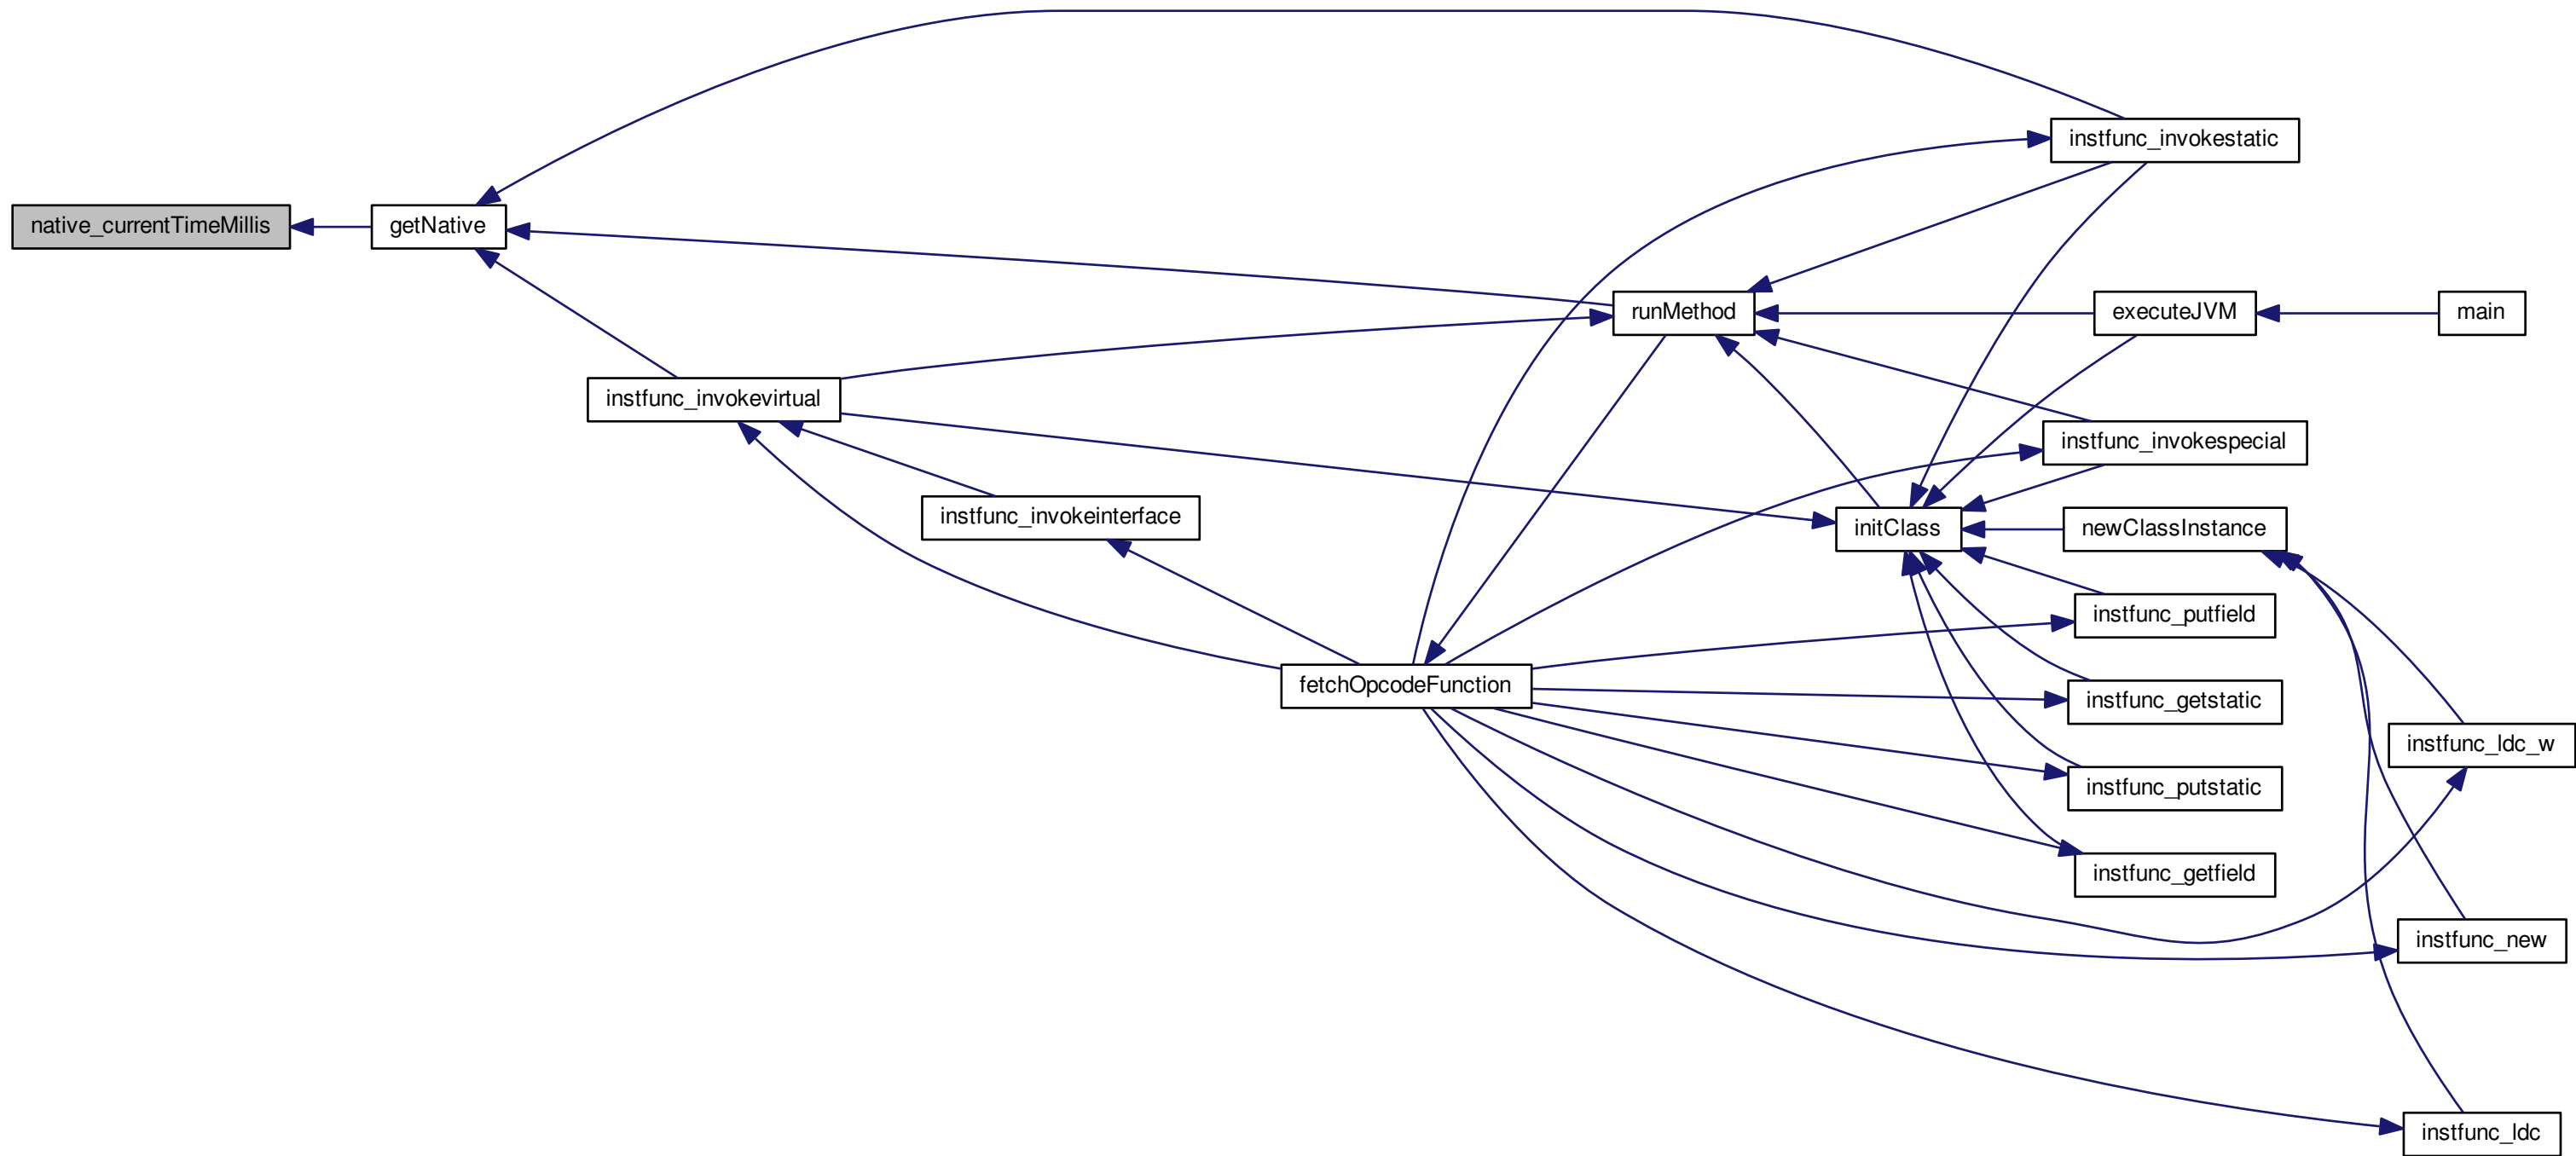 instfunc_invokestatic
native_currentTimeMillis
getNative
runMethod
executeJVM
main
instfunc_invokevirtual
instfunc_invokespecial
instfunc_invokeinterface
initClass
newClassInstance
instfunc_putfield
fetchOpcodeFunction
instfunc_getstatic
instfunc_ldc_w
instfunc_putstatic
instfunc_getfield
instfunc_new
instfunc_ldc